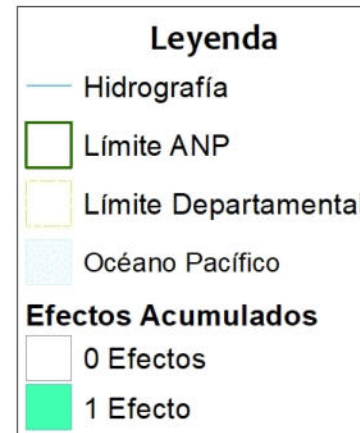 Leyenda
Hidrografía
Límite ANP
Límite Departamental
Océano Pacífico
Efectos Acumulados
0 Efectos
1 Efecto